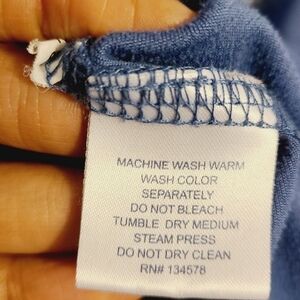 MACHINE WASH WARM
WASH COLOR
SEPARATELY
DO NOT BLEACH
TUMBLE DRY MEDIUM
STEAM PRESS
DO NOT DRY CLEAN
RN# 134578